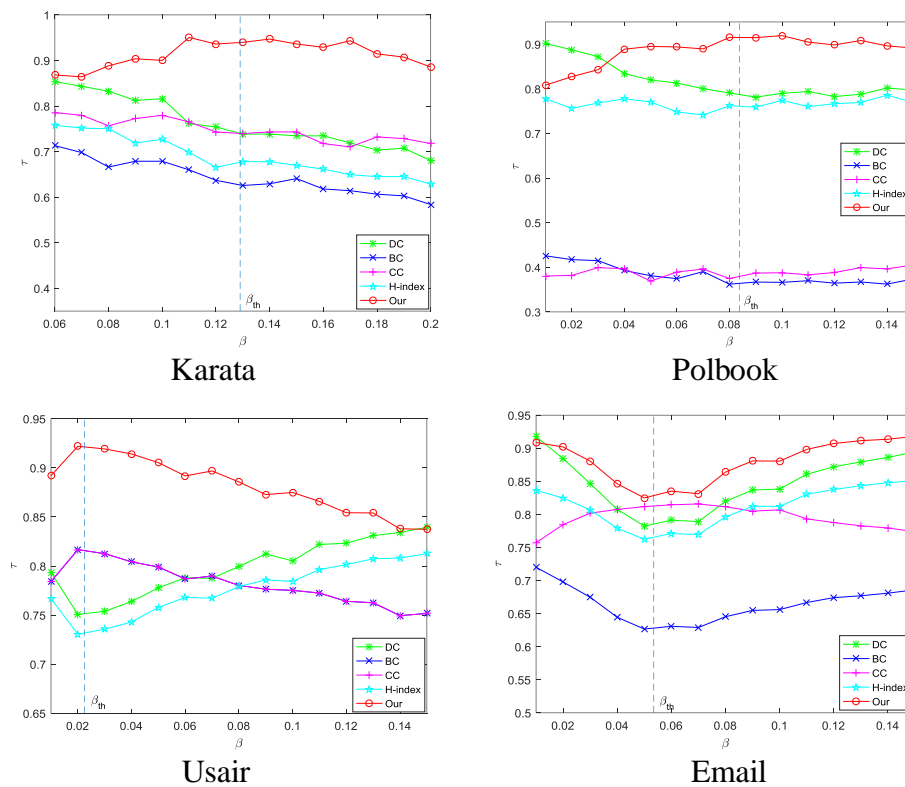 1
0.9
0.8
0.7
0.6
0.5
0.4
τ
0.06 0.08 0.1 0.12 0.14 0.16 0.18 0.2
β
β_th
DC
BC
CC
H-index
Our
Karata
0.9
0.8
0.7
0.6
0.5
0.4
0.3
τ
0.02 0.04 0.06 0.08 0.1 0.12 0.14
β
β_th
DC
BC
CC
H-index
Our
Polbook
0.95
0.9
0.85
0.8
0.75
0.7
0.65
τ
0.02 0.04 0.06 0.08 0.1 0.12 0.14
β
β_th
DC
BC
CC
H-index
Our
Usair
0.95
0.9
0.85
0.8
0.75
0.7
0.65
0.6
0.55
0.5
τ
0.02 0.04 0.06 0.08 0.1 0.12 0.14
β
β_th
DC
BC
CC
H-index
Our
Email